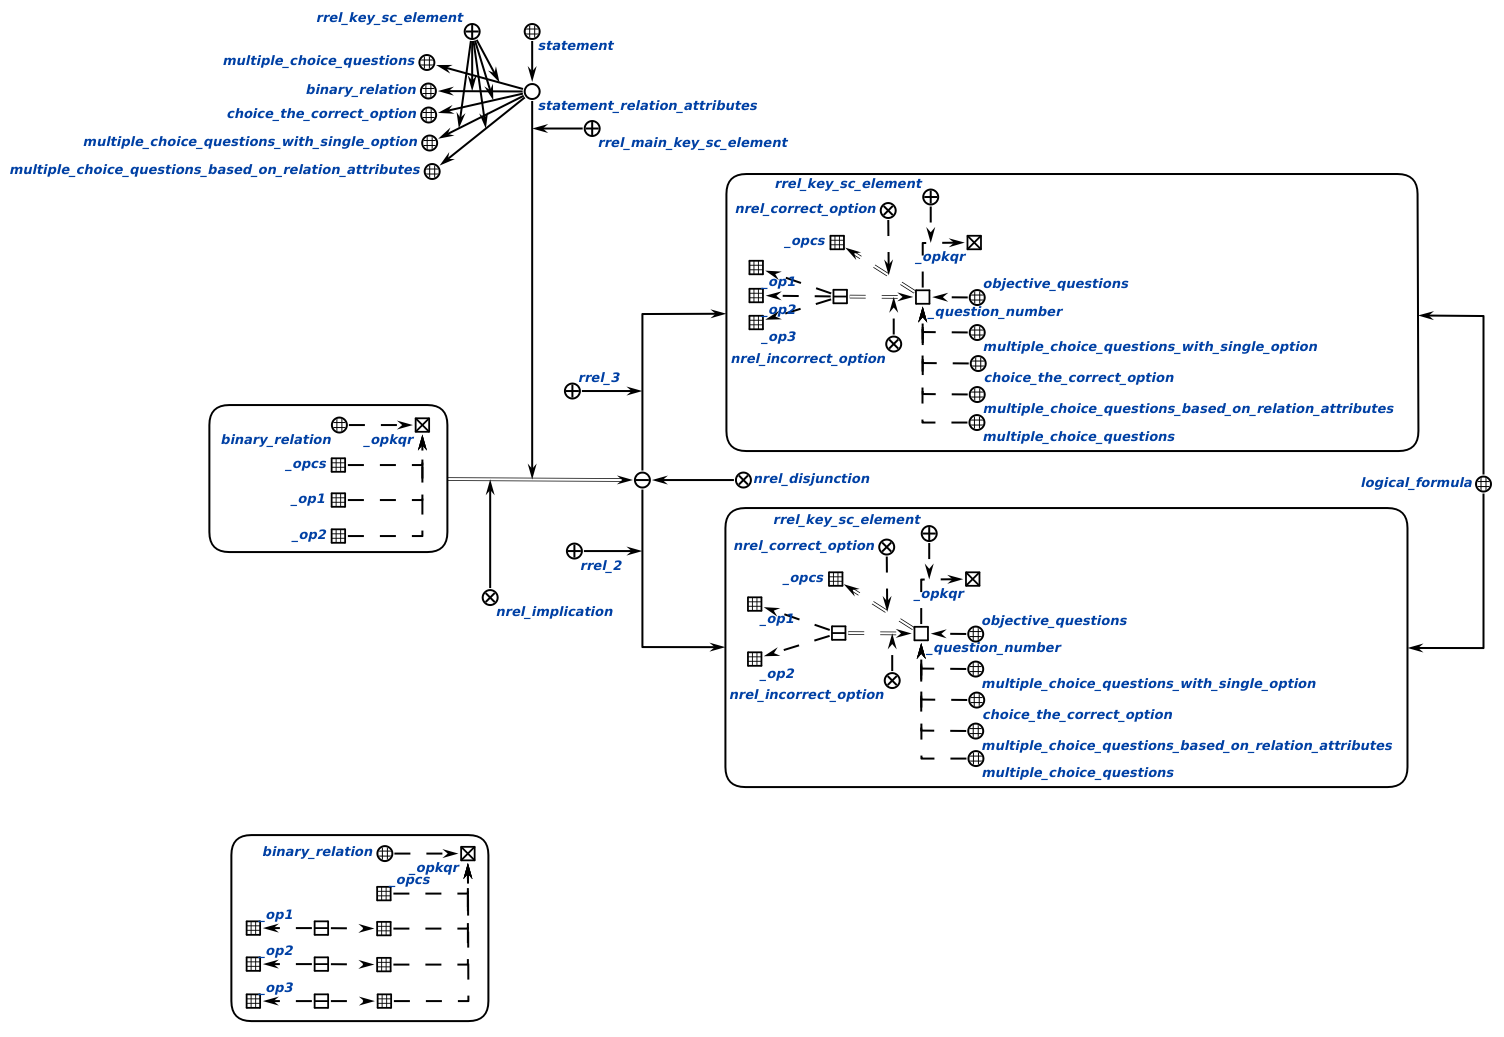 rrel_key_sc_element
statement
multiple_choice_questions
binary_relation
choice_the_correct_option
statement_relation_attributes
multiple_choice_questions_with_single_option
rrel_main_key_sc_element
multiple_choice_questions_based_on_relation_attributes
rrel_key_sc_element
nrel_correct_option
_opcs
_opkqr
_op1
objective_questions
_op2
_question_number
_op3
multiple_choice_questions_with_single_option
nrel_incorrect_option
choice_the_correct_option
multiple_choice_questions_based_on_relation_attributes
multiple_choice_questions
rrel_3
binary_relation
_opkqr
_opcs
_op1
_op2
nrel_disjunction
logical_formula
rrel_2
nrel_implication
rrel_key_sc_element
nrel_correct_option
_opcs
_opkqr
_op1
objective_questions
_question_number
_op2
multiple_choice_questions_with_single_option
nrel_incorrect_option
choice_the_correct_option
multiple_choice_questions_based_on_relation_attributes
multiple_choice_questions
binary_relation
_opkqr
_opcs
_op1
_op2
_op3